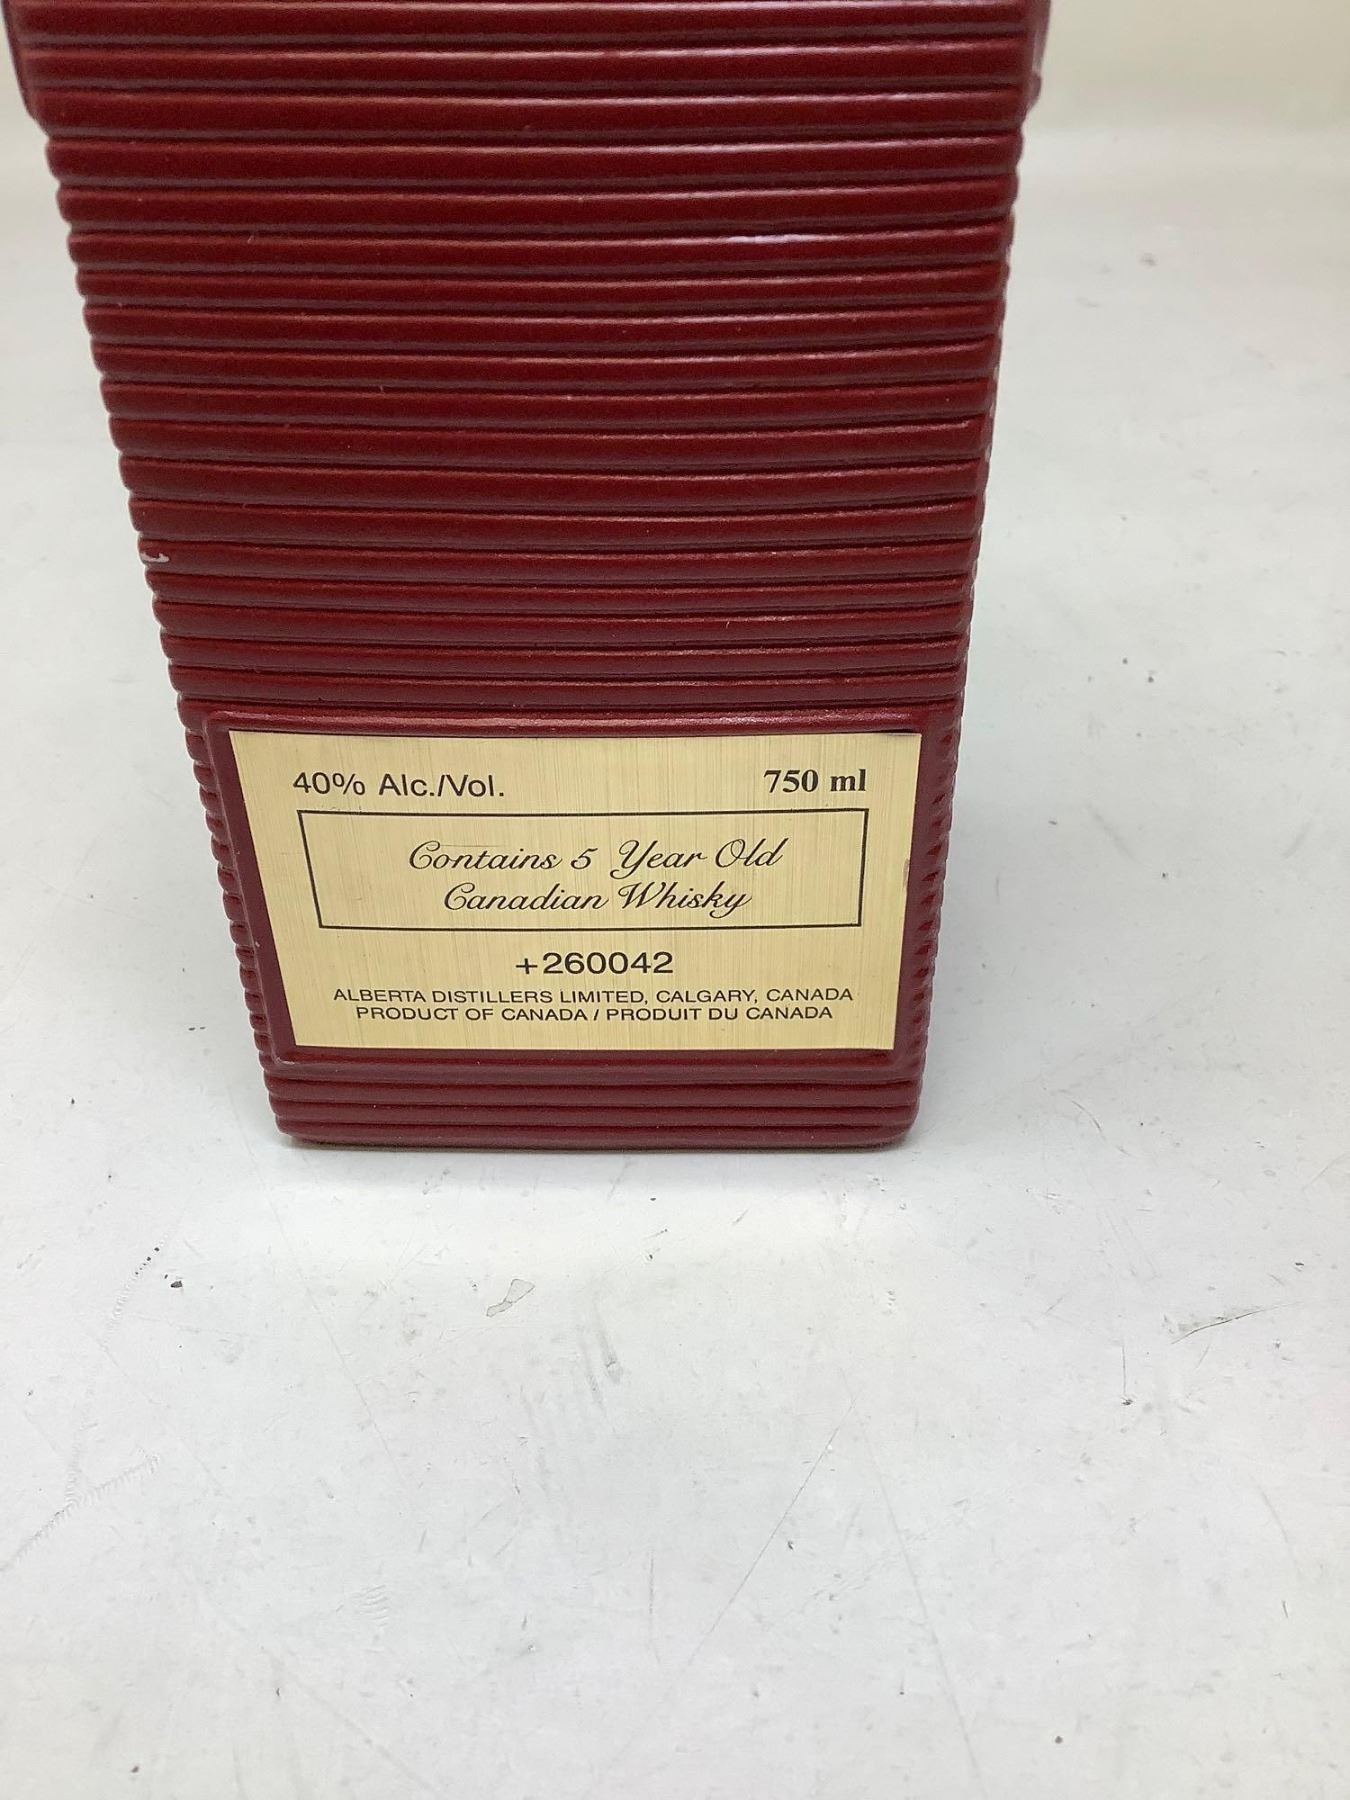 40% Alc./Vol. 750 ml
Contains 5 Year Old
Canadian Whisky
+260042
ALBERTA DISTILLERS LIMITED, CALGARY, CANADA
PRODUCT OF CANADA / PRODUIT DU CANADA